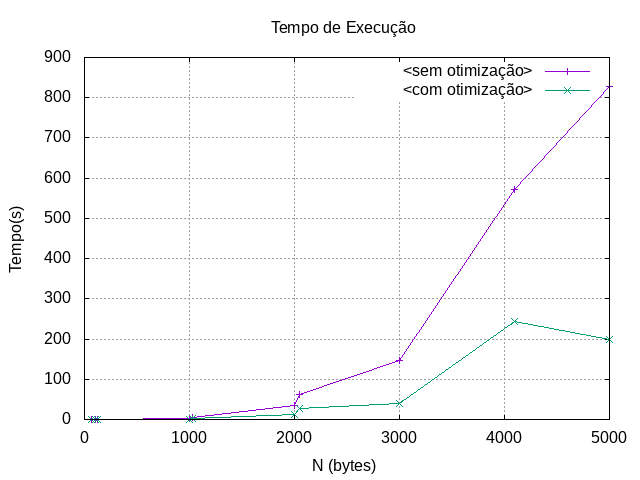 Tempo de Execução
<sem otimização>
<com otimização>
900
800
700
600
500
400
300
200
100
0
Tempo(s)
0 1000 2000 3000 4000 5000
N (bytes)